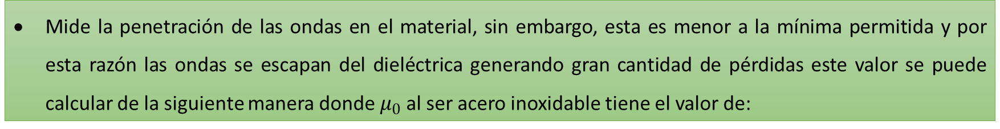 • Mide la penetración de las ondas en el material, sin embargo, esta es menor a la mínima permitida y por
esta razón las ondas se escapan del dieléctrica generando gran cantidad de pérdidas este valor se puede
calcular de la siguiente manera donde μ₀ al ser acero inoxidable tiene el valor de: